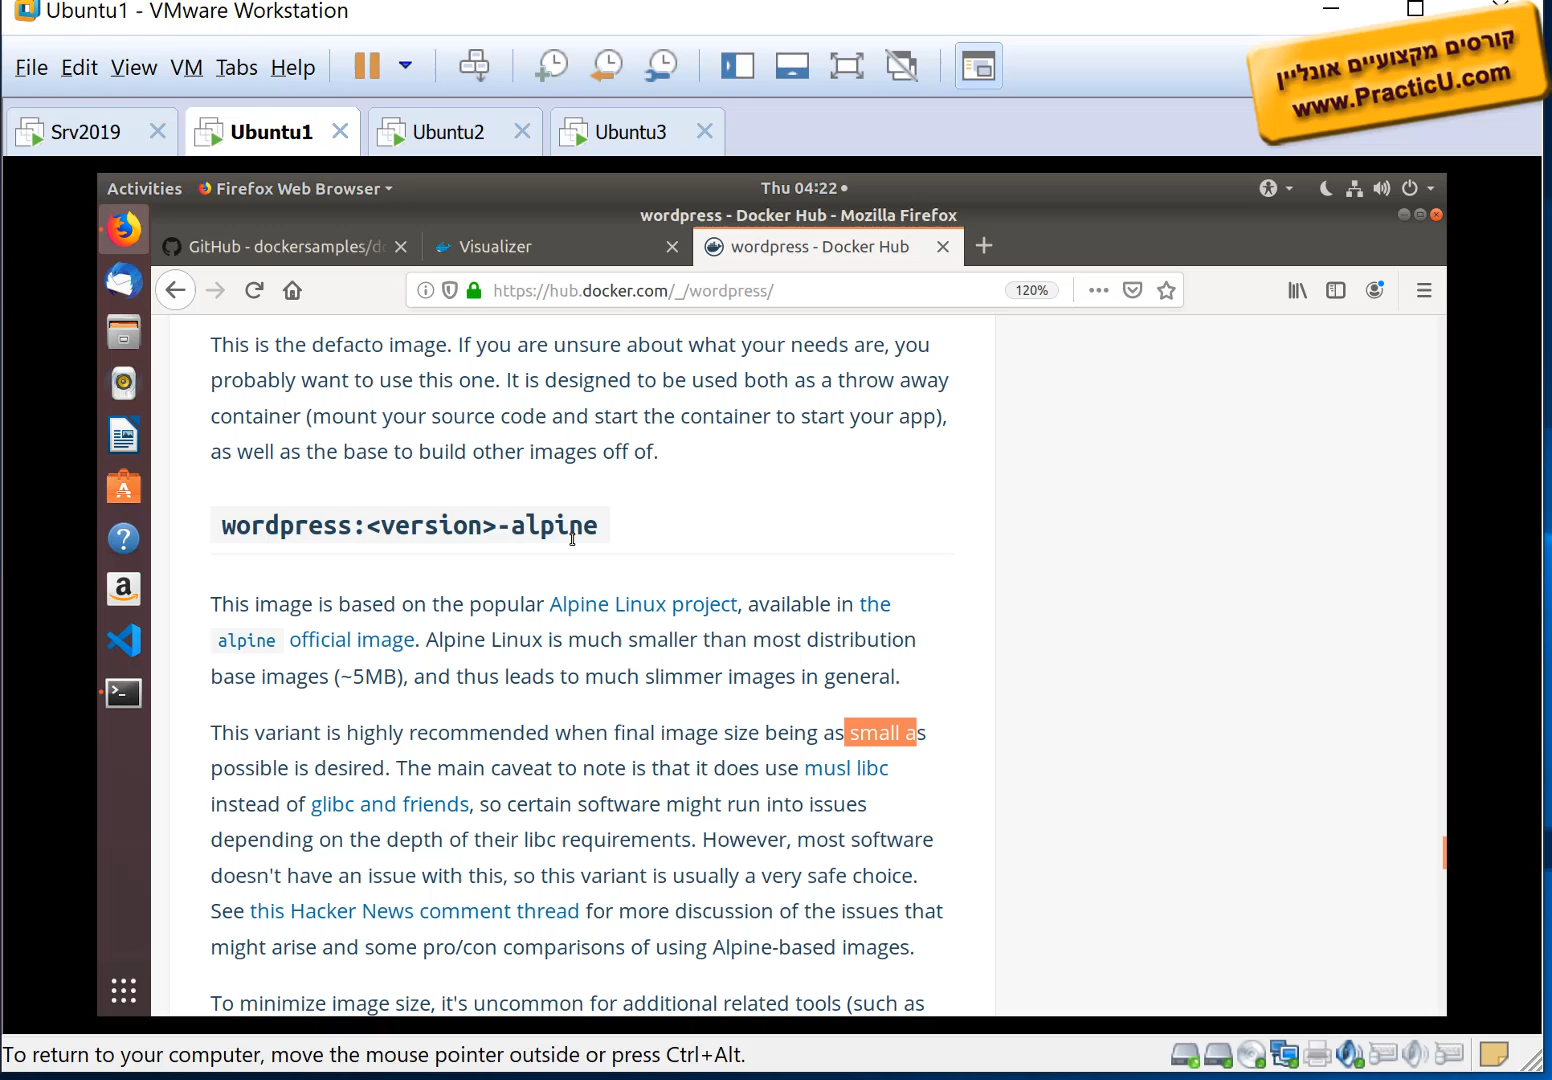 Ubuntu1 - VMware Workstation
קורסים מקצועיים אונליין
www.PracticU.com
File Edit View VM Tabs Help
Srv2019 Ubuntu1 Ubuntu2 Ubuntu3
Activities Firefox Web Browser Thu 04:22
wordpress - Docker Hub - Mozilla Firefox
GitHub - dockersamples/do Visualizer wordpress - Docker Hub
https://hub.docker.com/_/wordpress/ 120%
This is the defacto image. If you are unsure about what your needs are, you
probably want to use this one. It is designed to be used both as a throw away
container (mount your source code and start the container to start your app),
as well as the base to build other images off of.
wordpress:<version>-alpine
This image is based on the popular Alpine Linux project, available in the
alpine official image. Alpine Linux is much smaller than most distribution
base images (~5MB), and thus leads to much slimmer images in general.
This variant is highly recommended when final image size being as small as
possible is desired. The main caveat to note is that it does use musl libc
instead of glibc and friends, so certain software might run into issues
depending on the depth of their libc requirements. However, most software
doesn't have an issue with this, so this variant is usually a very safe choice.
See this Hacker News comment thread for more discussion of the issues that
might arise and some pro/con comparisons of using Alpine-based images.
To minimize image size, it's uncommon for additional related tools (such as
To return to your computer, move the mouse pointer outside or press Ctrl+Alt.